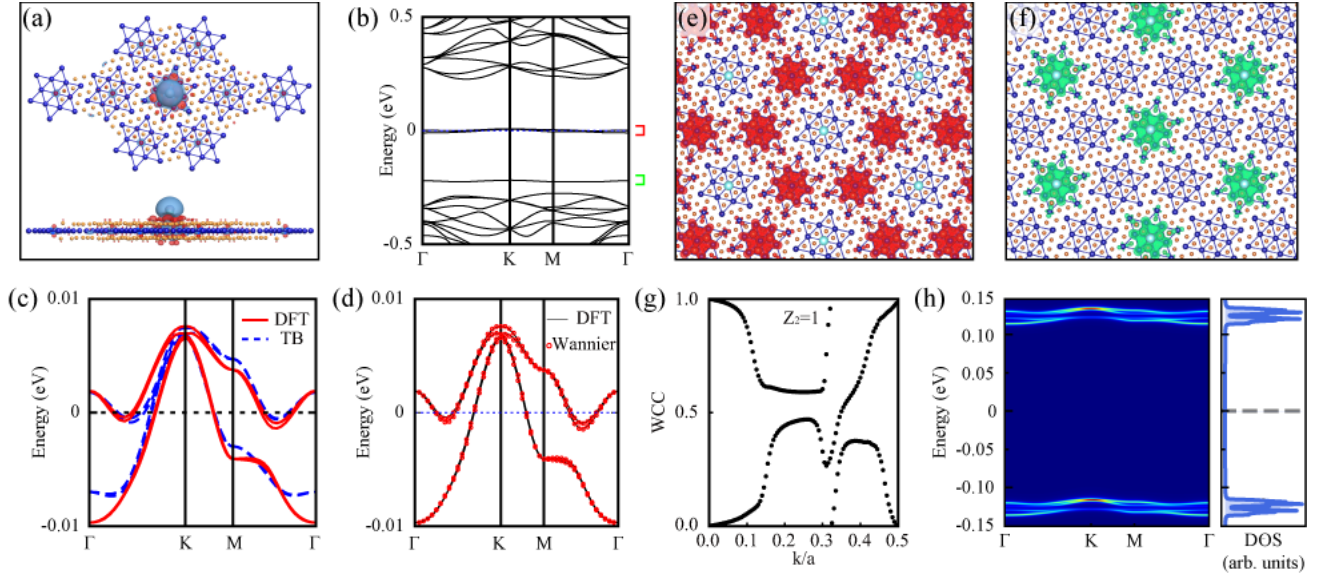 (a)
(b)
Energy (eV)
0.5
0
-0.5
Γ K M Γ
(e)
(f)
(c)
Energy (eV)
0.01
0
-0.01
DFT
TB
Γ K M Γ
(d)
Energy (eV)
0.01
0
-0.01
DFT
Wannier
Γ K M Γ
(g)
WCC
1.0
0.5
0.0
Z₂=1
0.0 0.1 0.2 0.3 0.4 0.5
k/a
(h)
Energy (eV)
0.15
0.10
0.05
0
-0.05
-0.10
-0.15
Γ K M Γ
DOS
(arb. units)